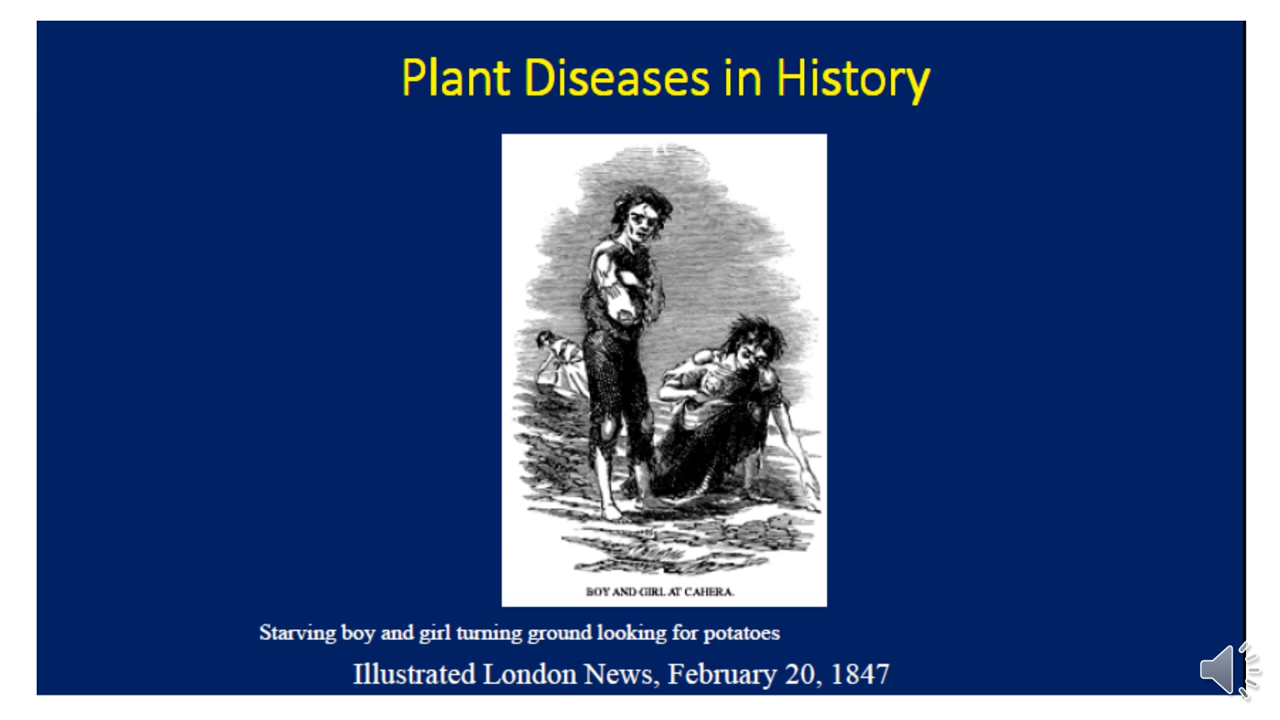 Plant Diseases in History
BOY AND GIRL AT CAHERA.
Starving boy and girl turning ground looking for potatoes
Illustrated London News, February 20, 1847